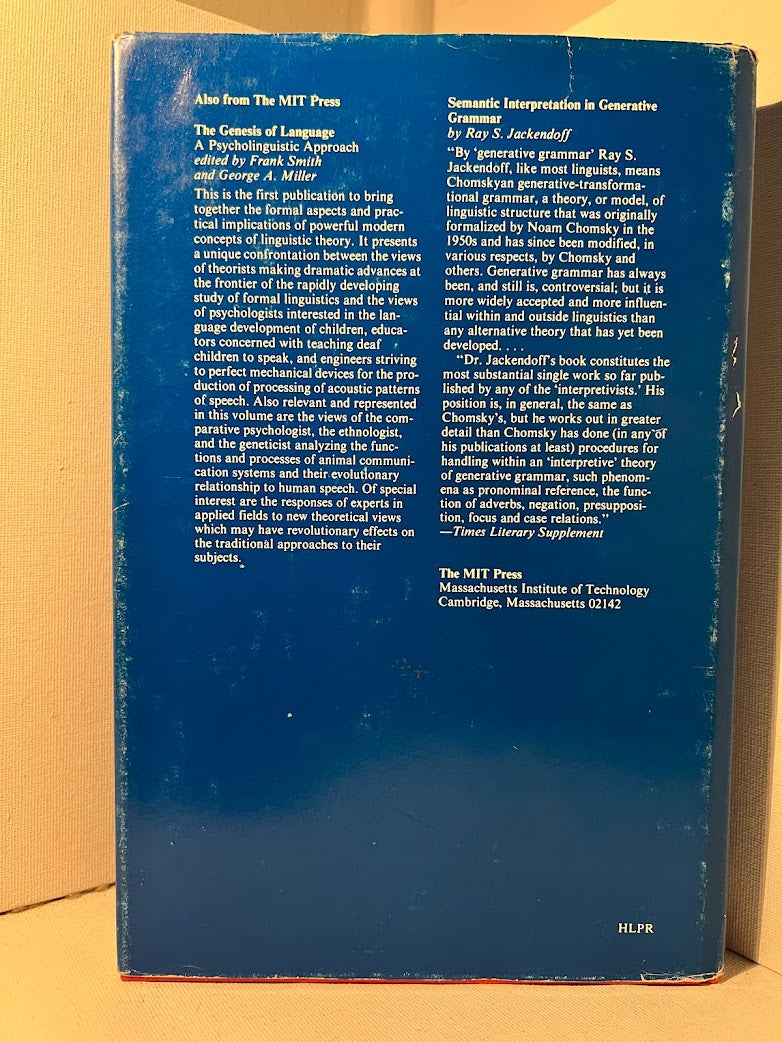 Also from The MIT Press
The Genesis of Language
A Psycholinguistic Approach
edited by Frank Smith
and George A. Miller
This is the first publication to bring
together the formal aspects and prac-
tical implications of powerful modern
concepts of linguistic theory. It presents
a unique confrontation between the views
of theorists making dramatic advances at
the frontier of the rapidly developing
study of formal linguistics and the views
of psychologists interested in the lan-
guage development of children, educa-
tors concerned with teaching deaf
children to speak, and engineers striving
to perfect mechanical devices for the pro-
duction of processing of acoustic patterns
of speech. Also relevant and represented
in this volume are the views of the com-
parative psychologist, the ethnologist,
and the geneticist analyzing the func-
tions and processes of animal communi-
cation systems and their evolutionary
relationship to human speech. Of special
interest are the responses of experts in
applied fields to new theoretical views
which may have revolutionary effects on
the traditional approaches to their
subjects.
Semantic Interpretation in Generative
Grammar
by Ray S. Jackendoff
“By ‘generative grammar’ Ray S.
Jackendoff, like most linguists, means
Chomskyan generative-transforma-
tional grammar, a theory, or model, of
linguistic structure that was originally
formalized by Noam Chomsky in the
1950s and has since been modified, in
various respects, by Chomsky and
others. Generative grammar has always
been, and still is, controversial; but it is
more widely accepted and more influen-
tial within and outside linguistics than
any alternative theory that has yet been
developed. . . .
“Dr. Jackendoff's book constitutes the
most substantial single work so far pub-
lished by any of the ‘interpretivists.’ His
position is, in general, the same as
Chomsky's, but he works out in greater
detail than Chomsky has done (in any of
his publications at least) procedures for
handling within an ‘interpretive’ theory
of generative grammar, such phenom-
ena as pronominal reference, the func-
tion of adverbs, negation, presupposi-
tion, focus and case relations.”
—Times Literary Supplement
The MIT Press
Massachusetts Institute of Technology
Cambridge, Massachusetts 02142
HLPR